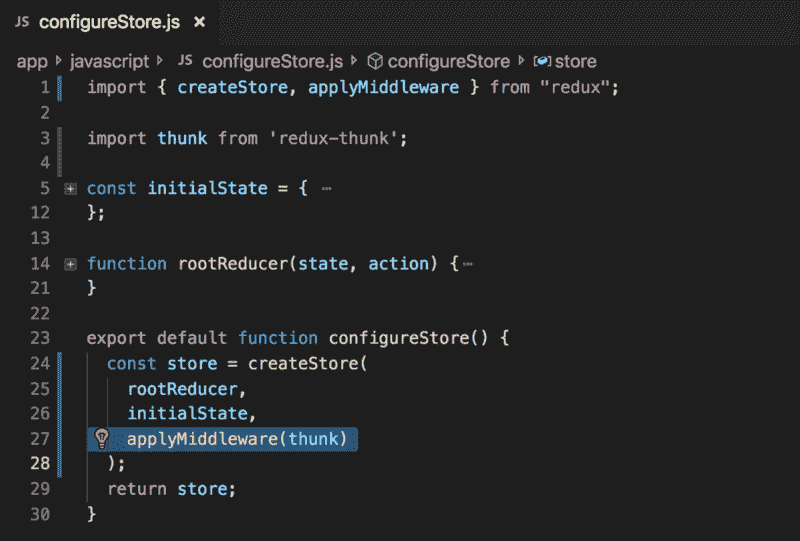 JS configureStore.js ×
app › javascript › JS configureStore.js › configureStore › store
1 import { createStore, applyMiddleware } from "redux";
2
3 import thunk from 'redux-thunk';
4
5 const initialState = { ⋯
12 };
13
14 function rootReducer(state, action) {⋯
21 }
22
23 export default function configureStore() {
24 const store = createStore(
25 rootReducer,
26 initialState,
27 applyMiddleware(thunk)
28 );
29 return store;
30 }